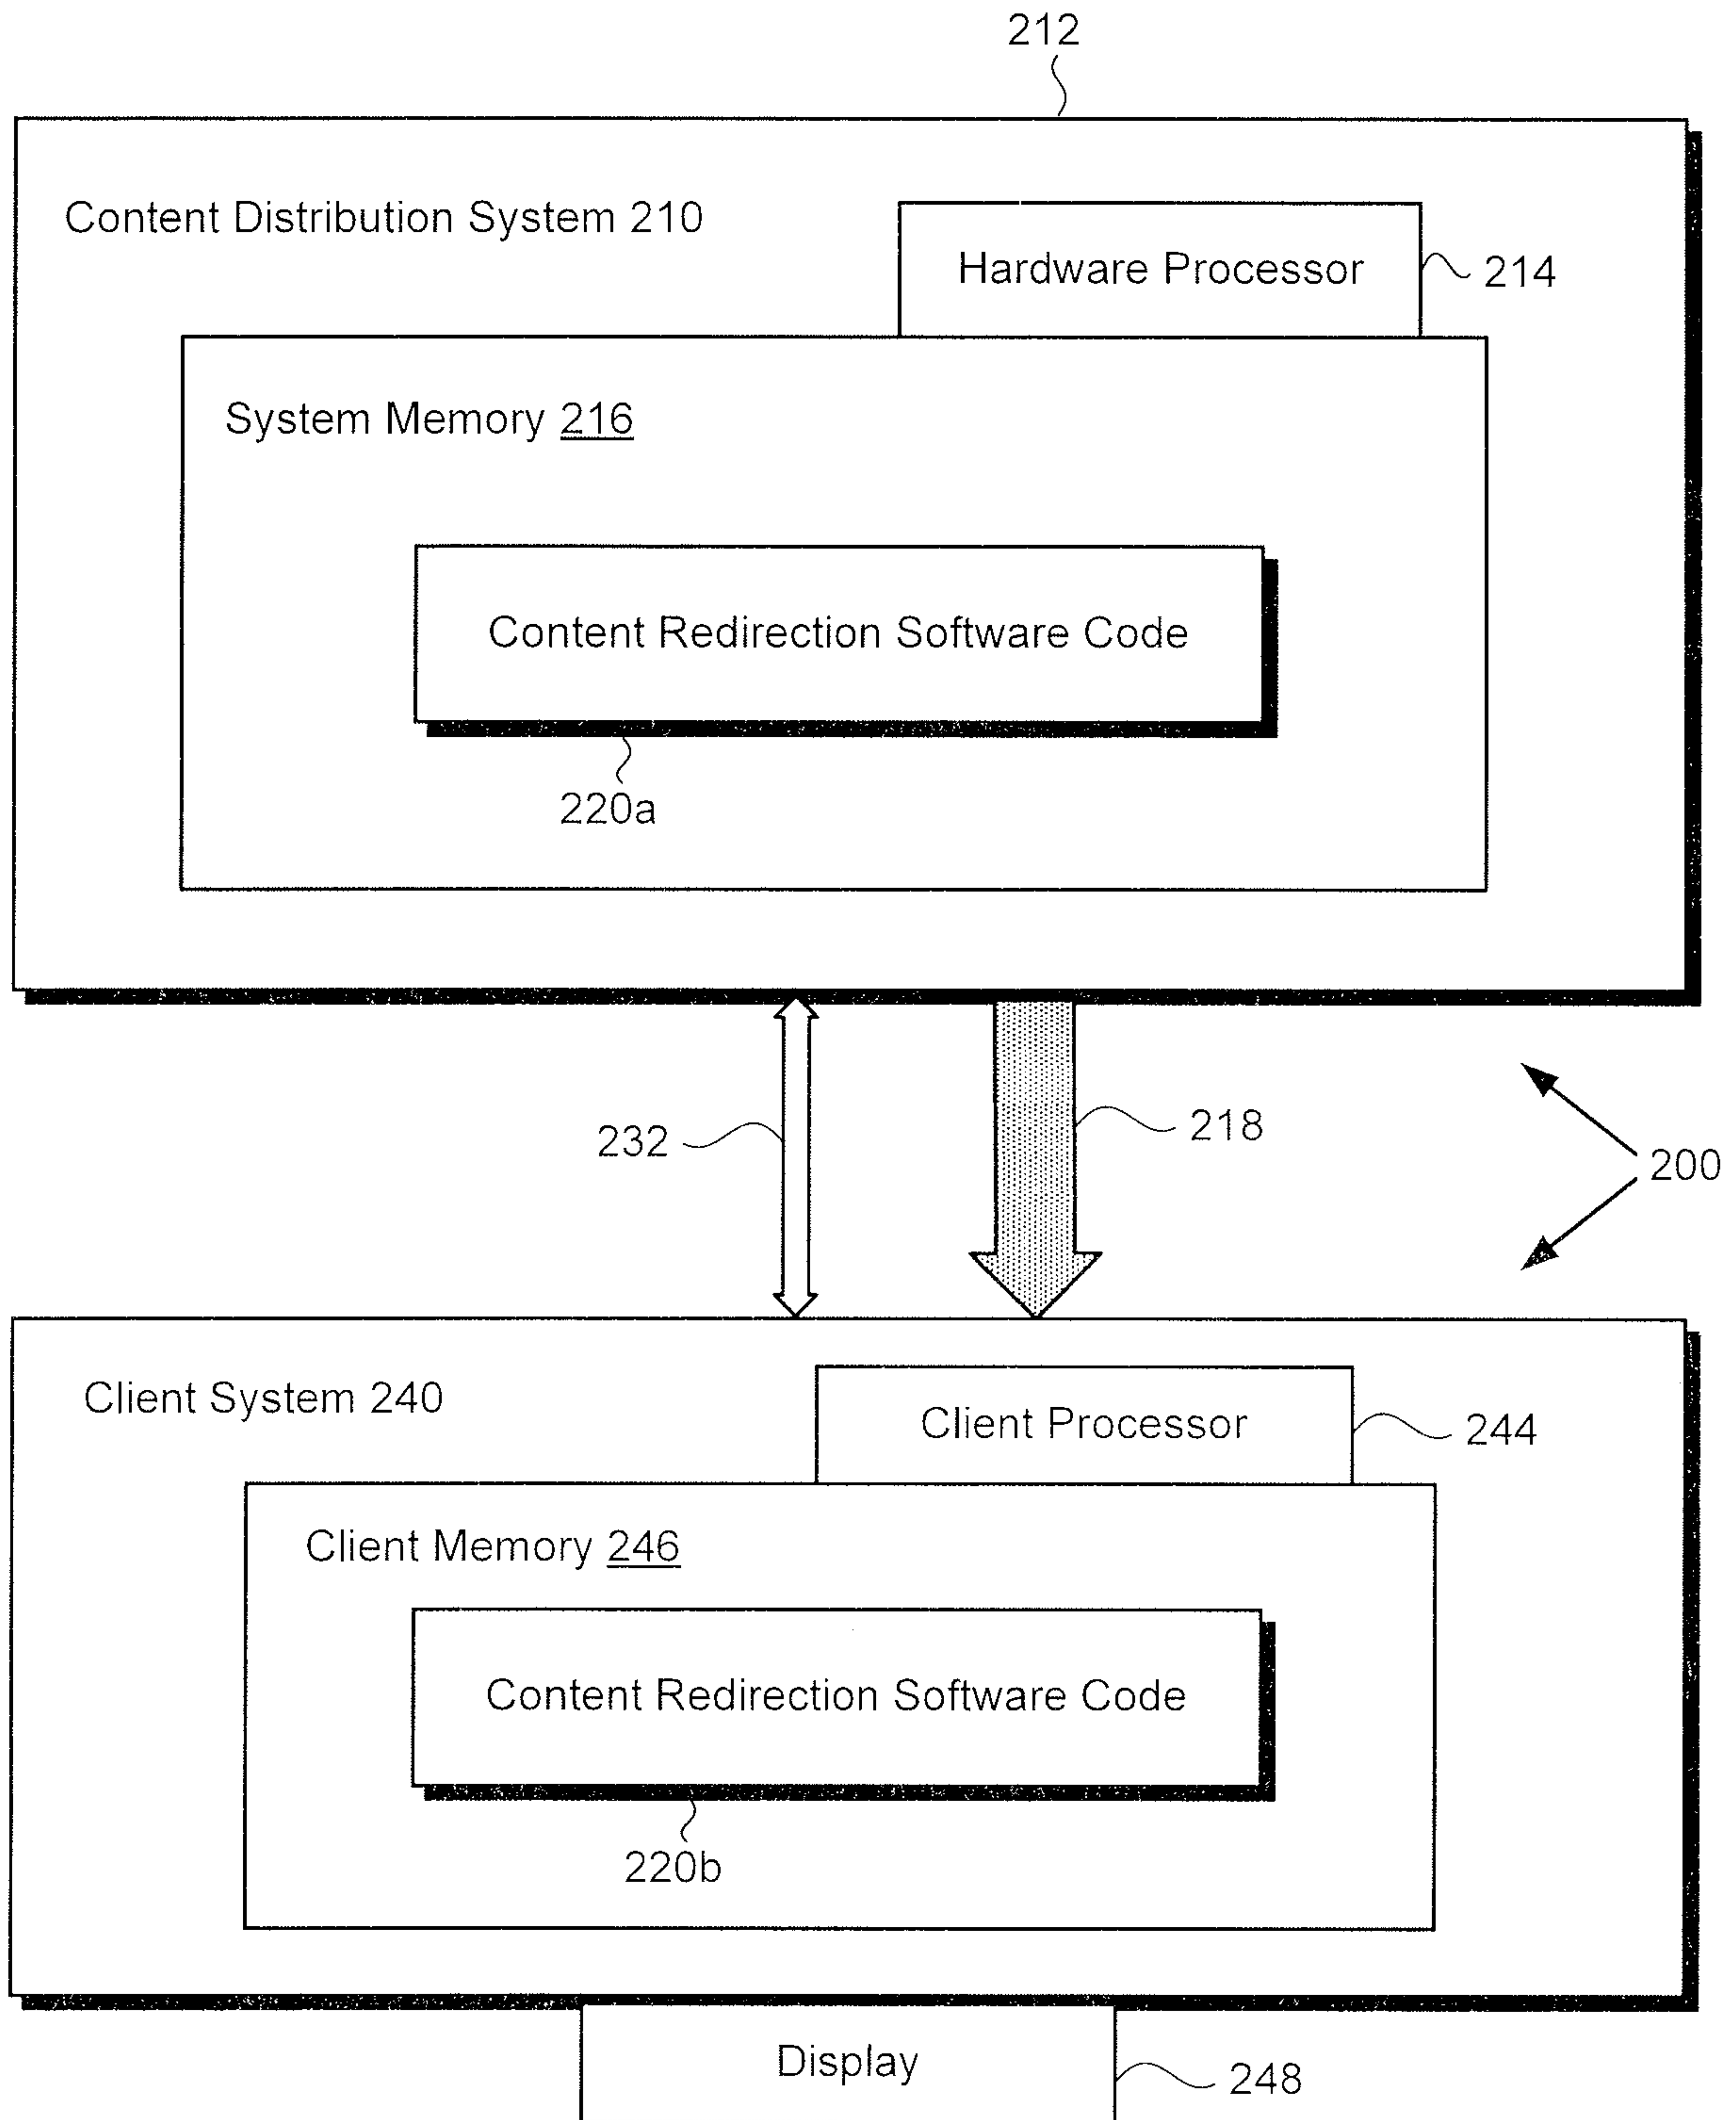 212
Content Distribution System 210
Hardware Processor
214
System Memory 216
Content Redirection Software Code
220a
232
218
200
Client System 240
Client Processor
244
Client Memory 246
Content Redirection Software Code
220b
Display
248